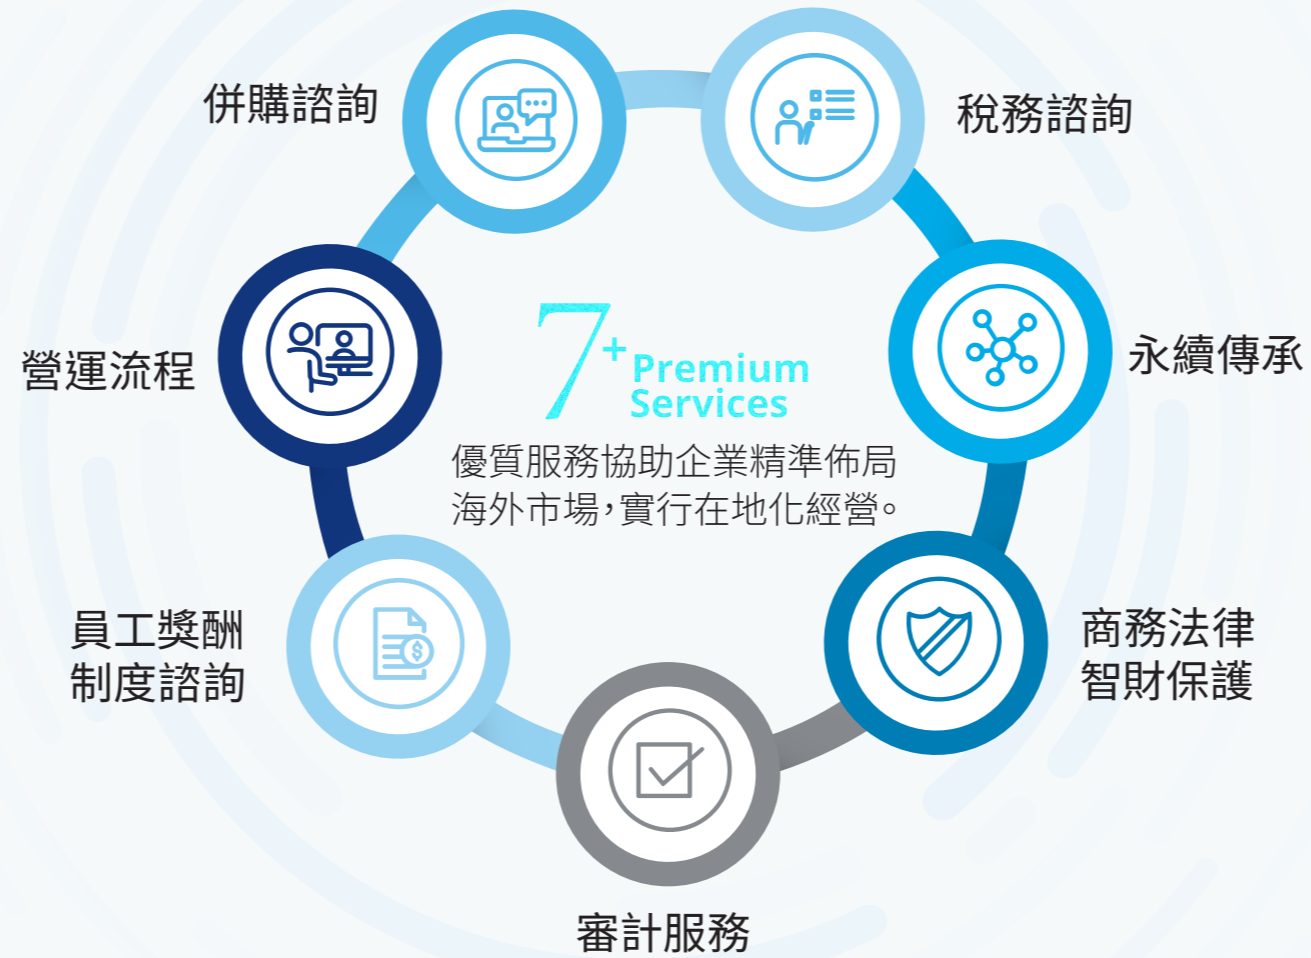 併購諮詢
稅務諮詢
營運流程
永續傳承
7+ Premium
Services
優質服務協助企業精準佈局
海外市場，實行在地化經營。
員工獎酬
制度諮詢
商務法律
智財保護
審計服務